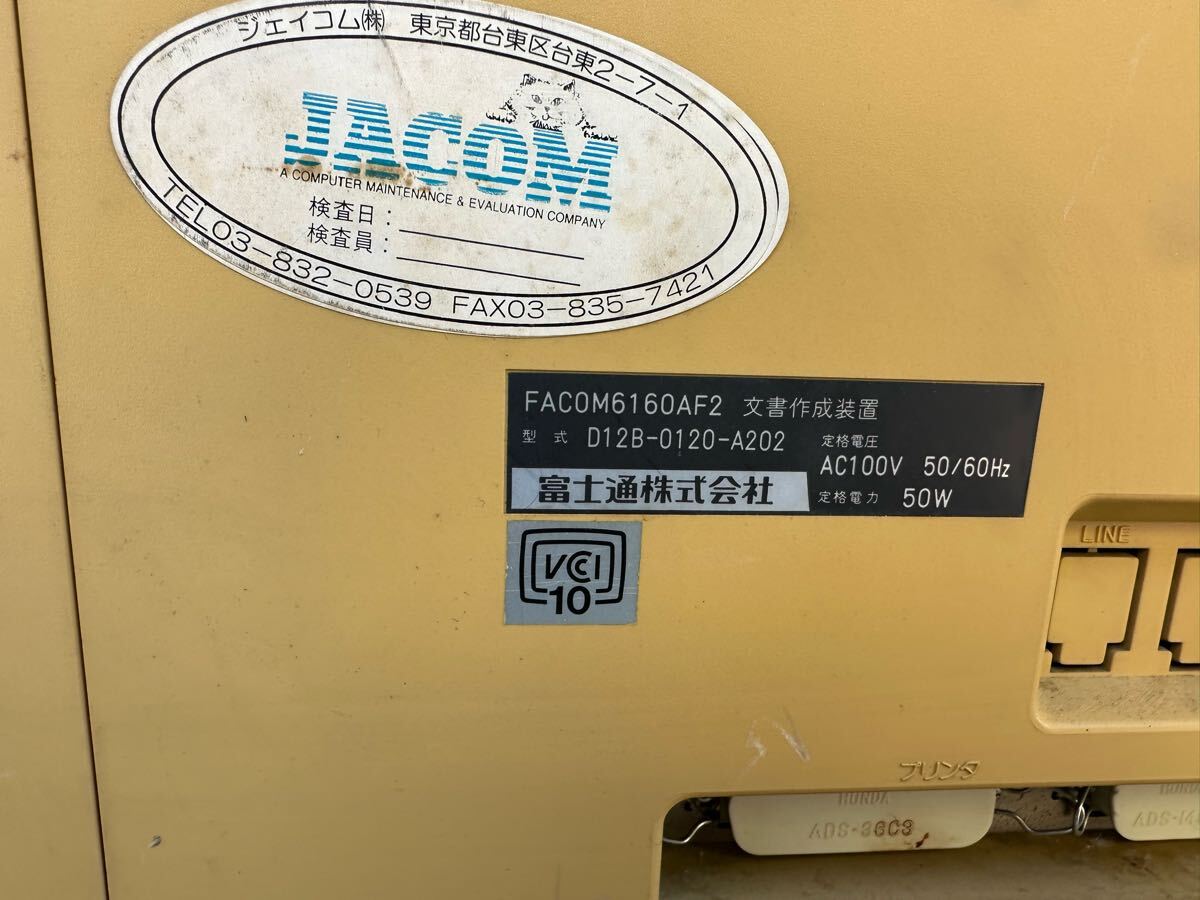 ジェイコム㈱ 東京都台東区台東2-7-1
JACOM
A COMPUTER MAINTENANCE & EVALUATION COMPANY
検査日:
検査員:
TEL03-832-0539 FAX03-835-7421
FACOM6160AF2 文書作成装置
型式 D12B-0120-A202
定格電圧
AC100V 50/60Hz
富士通株式会社
定格電力 50W
VCCI
10
LINE
プリンタ
HONDA
ADS-36C3